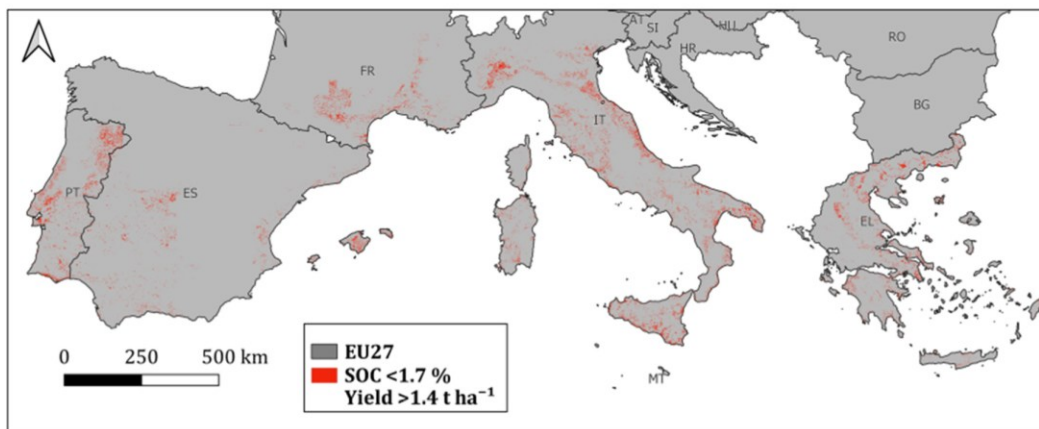 AT
SI
HU
HR
RO
FR
BG
IT
PT
ES
EL
MT
0 250 500 km
EU27
SOC <1.7 %
Yield >1.4 t ha⁻¹